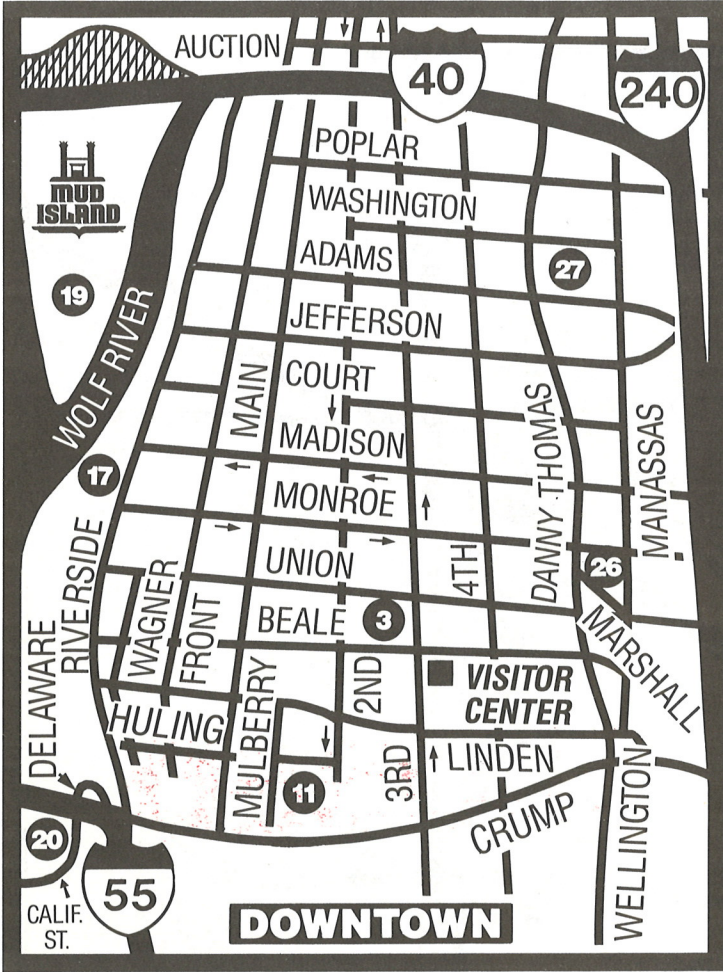 AUCTION
40
240
POPLAR
MUD
ISLAND
WASHINGTON
ADAMS
27
19
JEFFERSON
WOLF RIVER
COURT
MAIN
MADISON
DANNY THOMAS
MANASSAS
17
MONROE
UNION
4TH
26
RIVERSIDE
WAGNER
FRONT
BEALE
3
MARSHALL
DELAWARE
2ND
VISITOR
CENTER
HULING
MULBERRY
3RD
LINDEN
11
CRUMP
WELLINGTON
20
55
CALIF.
ST.
DOWNTOWN